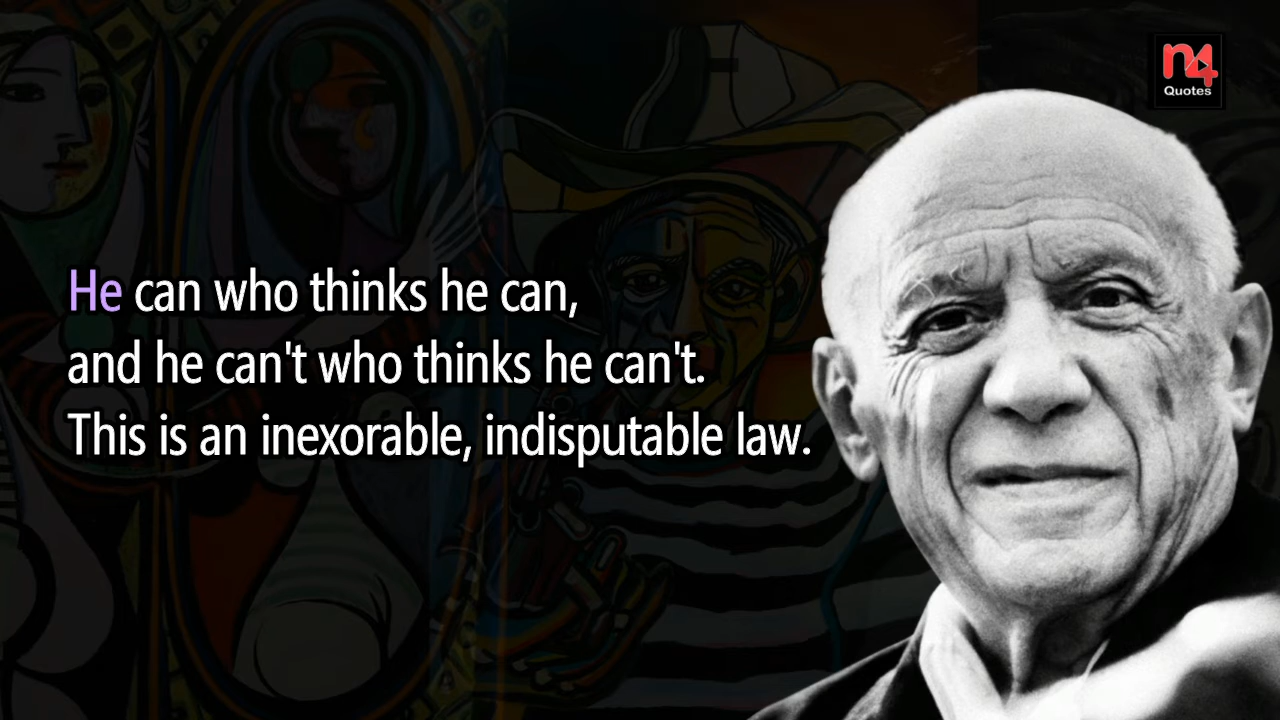 n4
Quotes
He can who thinks he can,
and he can't who thinks he can't.
This is an inexorable, indisputable law.